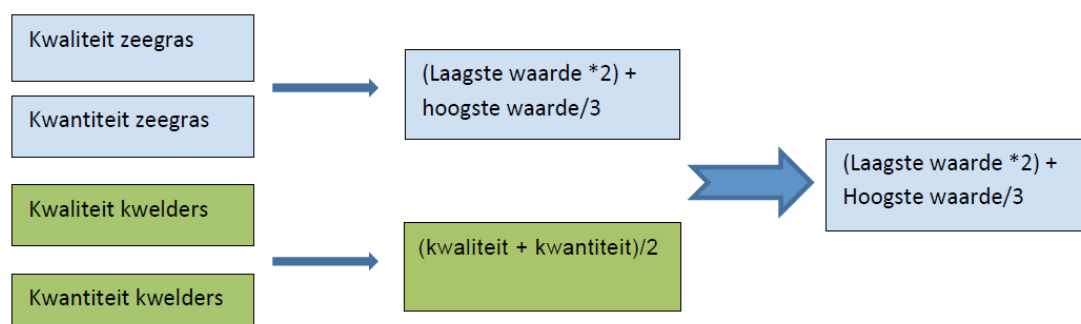 Kwaliteit zeegras
Kwantiteit zeegras
Kwaliteit kwelders
Kwantiteit kwelders
(Laagste waarde *2) +
hoogste waarde/3
(kwaliteit + kwantiteit)/2
(Laagste waarde *2) +
Hoogste waarde/3